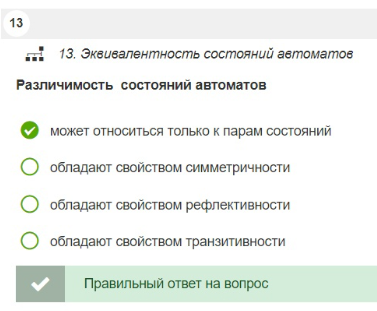 13
13. Эквивалентность состояний автоматов
Различимость состояний автоматов
может относиться только к парам состояний
обладают свойством симметричности
обладают свойством рефлективности
обладают свойством транзитивности
Правильный ответ на вопрос